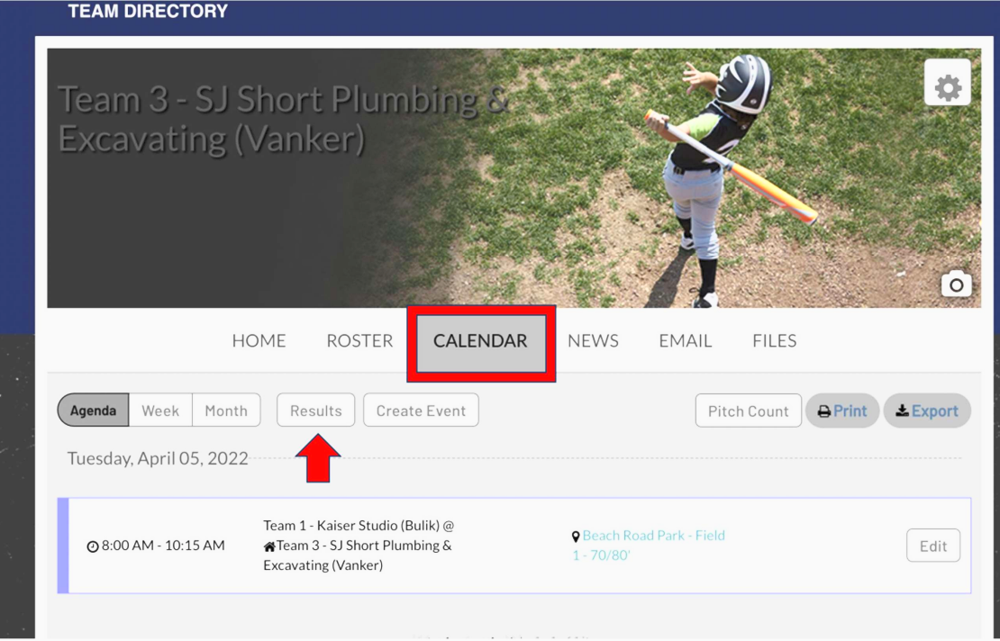 TEAM DIRECTORY
Team 3 - SJ Short Plumbing &
Excavating (Vanker)
HOME ROSTER CALENDAR NEWS EMAIL FILES
Agenda Week Month Results Create Event Pitch Count Print Export
Tuesday, April 05, 2022
8:00 AM - 10:15 AM
Team 1 - Kaiser Studio (Bulik) @
Team 3 - SJ Short Plumbing &
Excavating (Vanker)
Beach Road Park - Field
1 - 70/80'
Edit